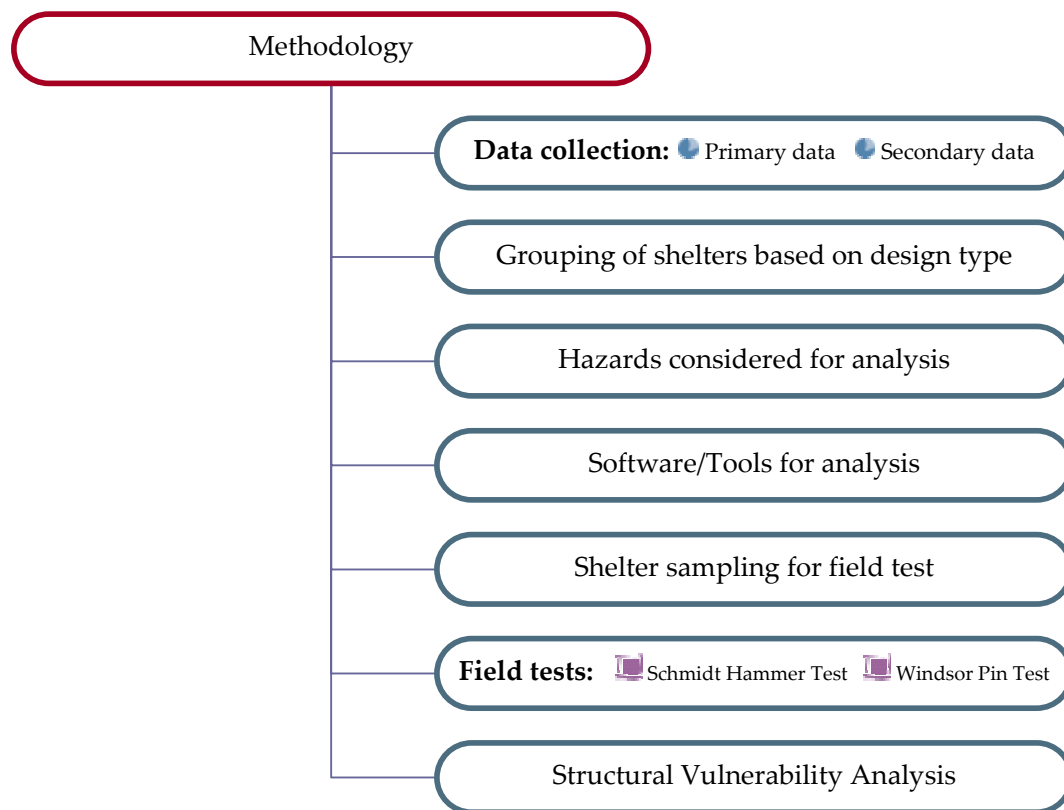 Methodology
Data collection: Primary data Secondary data
Grouping of shelters based on design type
Hazards considered for analysis
Software/Tools for analysis
Shelter sampling for field test
Field tests: Schmidt Hammer Test Windsor Pin Test
Structural Vulnerability Analysis